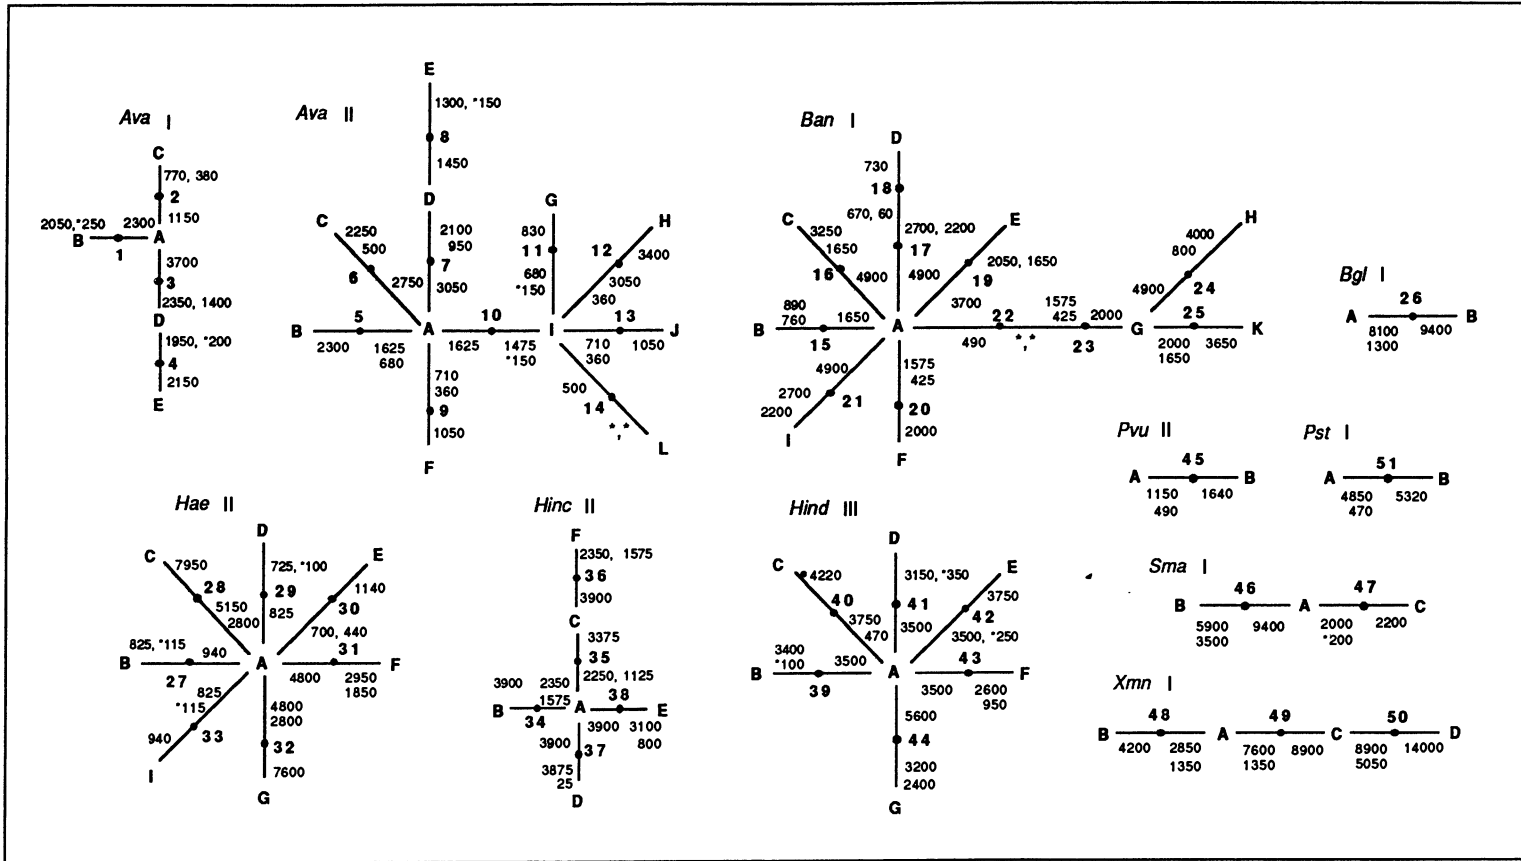 Ava I
C
770, 380
2
2050, *250
2300
1150
B
A
1
3700
3
2350, 1400
D
1950, *200
4
2150
E
Ava II
E
1300, *150
8
1450
D
C
2250
500
2100
950
6
2750
7
3050
G
830
11
680
*150
H
12
3400
3050
360
B
5
A
10
I
13
J
2300
1625
680
1625
1475
*150
710
360
1050
710
360
9
1050
F
500
14
*,*
L
Ban I
D
730
18
670, 60
C
3250
1650
16
4900
2700, 2200
17
4900
E
2050, 1650
19
3700
890
760
1650
B
15
A
22
490
*,*
1575
425
2000
23
G
H
4000
800
4900
24
25
K
2000
1650
3650
4900
2700
2200
21
I
1575
425
20
2000
F
Bgl I
A
26
B
8100
1300
9400
Hae II
D
C
7950
28
5150
2800
725, *100
29
825
E
1140
30
700, 440
825, *115
940
B
27
A
31
F
4800
2950
1850
825
*115
940
33
I
4800
2800
32
7600
G
Hinc II
F
2350, 1575
36
3900
C
3375
35
2250, 1125
3900
2350
1575
B
34
A
38
E
3900
3100
800
3900
37
3875
25
D
Hind III
D
C
4220
40
3750
470
3150, *350
41
3500
E
3750
42
3500, *250
3400
*100
3500
B
39
A
43
F
3500
2600
950
5600
44
3200
2400
G
Pvu II
45
A
B
1150
490
1640
Pst I
51
A
B
4850
470
5320
Sma I
46
47
B
A
C
5900
3500
9400
2000
*200
2200
Xmn I
48
49
50
B
A
C
D
4200
2850
1350
7600
1350
8900
8900
5050
14000